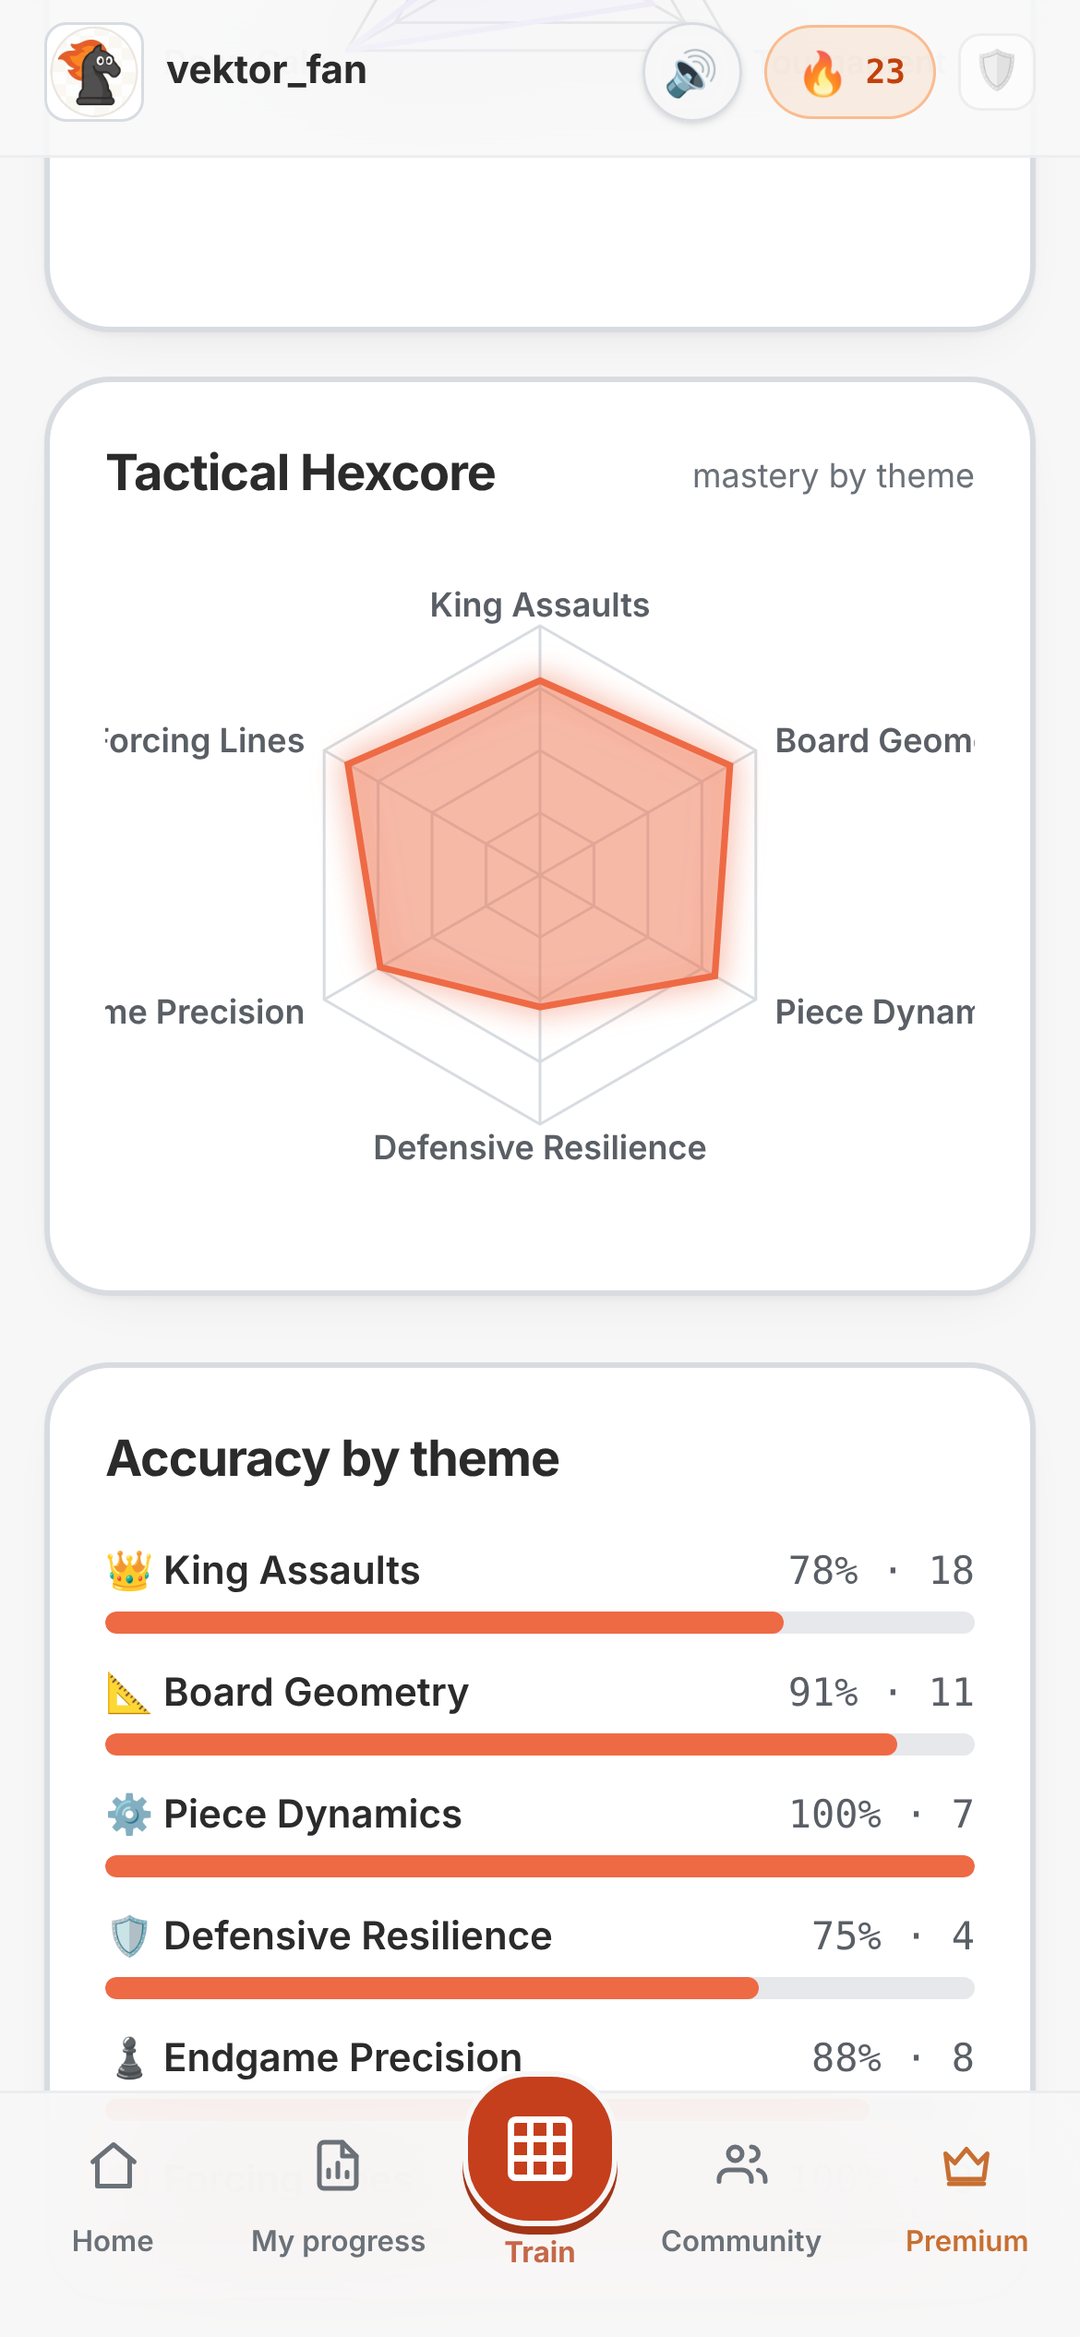 vektor_fan
23
Tactical Hexcore
mastery by theme
King Assaults
orcing Lines
Board Geom
me Precision
Piece Dynam
Defensive Resilience
Accuracy by theme
King Assaults 78% · 18
Board Geometry 91% · 11
Piece Dynamics 100% · 7
Defensive Resilience 75% · 4
Endgame Precision 88% · 8
Home
My progress
Train
Community
Premium